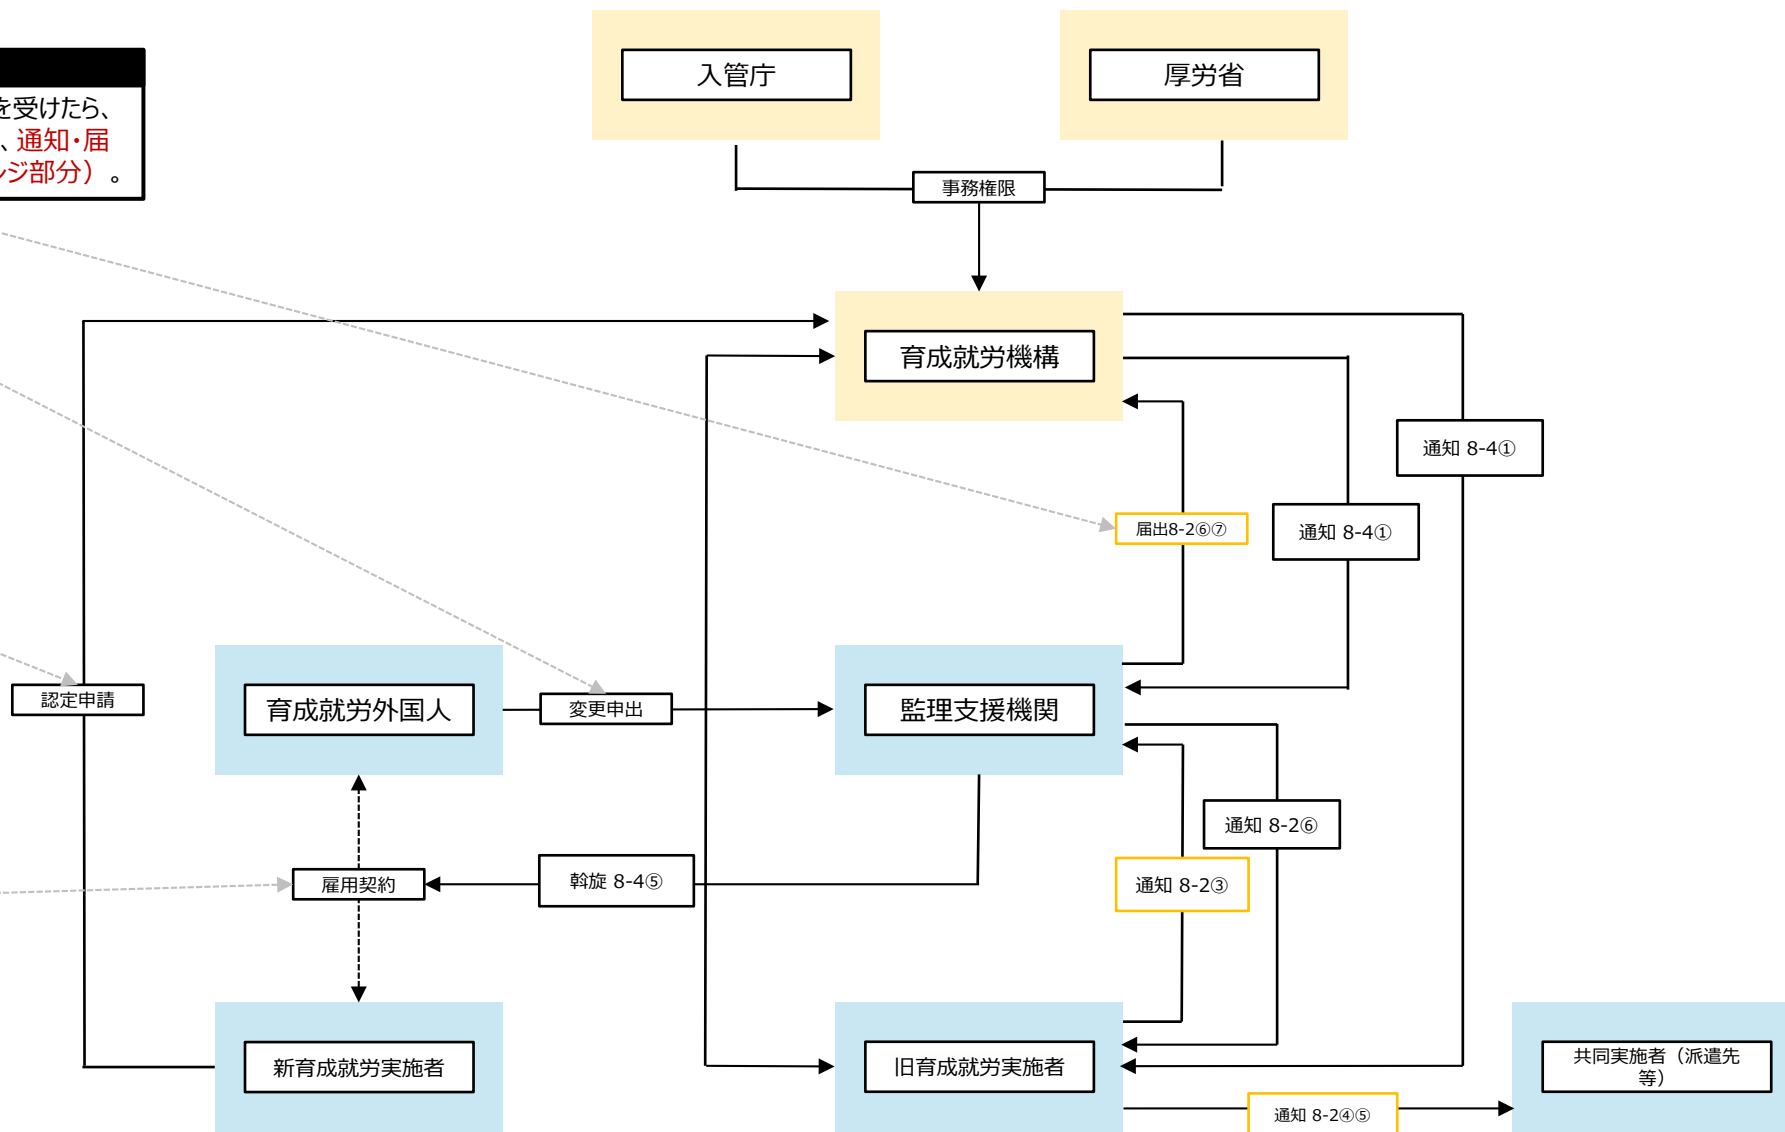 入管庁
厚労省
を受けたら、
、通知・届
ジ部分）。
事務権限
育成就労機構
通知 8-4①
通知 8-4①
届出8-2⑥⑦
育成就労外国人
変更申出
監理支援機関
認定申請
通知 8-2⑥
雇用契約
斡旋 8-4⑤
通知 8-2③
新育成就労実施者
旧育成就労実施者
共同実施者（派遣先
等）
通知 8-2④⑤